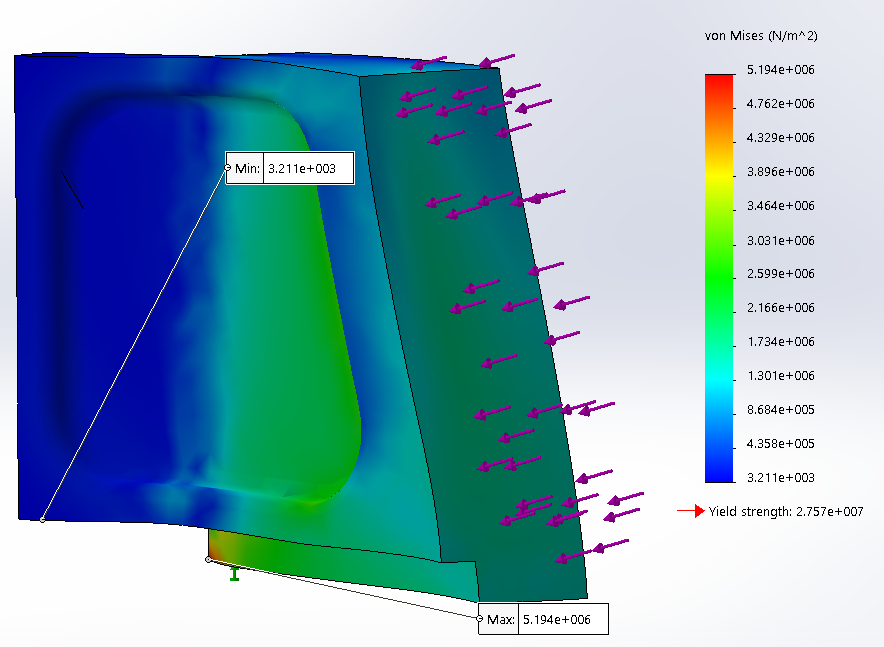 von Mises (N/m^2)
5.194e+006
4.762e+006
4.329e+006
3.896e+006
3.464e+006
3.031e+006
2.599e+006
2.166e+006
1.734e+006
1.301e+006
8.684e+005
4.358e+005
3.211e+003
Yield strength: 2.757e+007
Min: 3.211e+003
Max: 5.194e+006